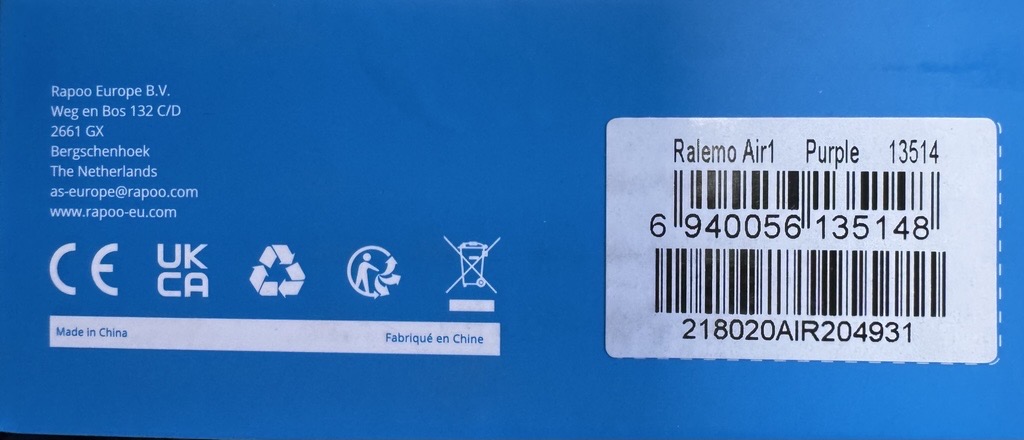 Rapoo Europe B.V.
Weg en Bos 132 C/D
2661 GX
Bergschenhoek
The Netherlands
as-europe@rapoo.com
www.rapoo-eu.com
CE
UK
CA
Made in China
Fabriqué en Chine
Ralemo Air1 Purple 13514
6 940056 135148
218020AIR204931